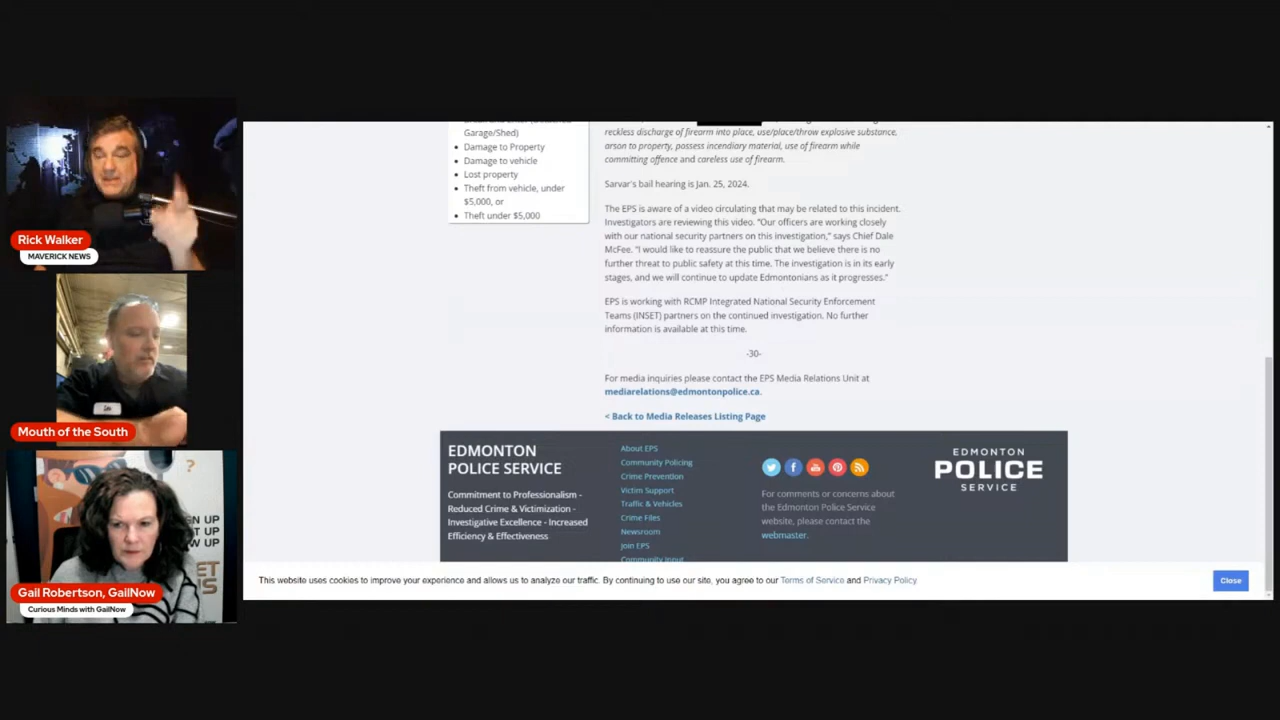 Rick Walker
MAVERICK NEWS
Mouth of the South
?
GN UP
UP
W UP
ET
S
Gail Robertson, GailNow
Curious Minds with GailNow
Garage/Shed)
• Damage to Property
• Damage to vehicle
• Lost property
• Theft from vehicle, under
$5,000, or
• Theft under $5,000
reckless discharge of firearm into place, use/place/throw explosive substance,
arson to property, possess incendiary material, use of firearm while
committing offence and careless use of firearm.
Sarvar's bail hearing is Jan. 25, 2024.
The EPS is aware of a video circulating that may be related to this incident.
Investigators are reviewing this video. “Our officers are working closely
with our national security partners on this investigation,” says Chief Dale
McFee. “I would like to reassure the public that we believe there is no
further threat to public safety at this time. The investigation is in its early
stages, and we will continue to update Edmontonians as it progresses.”
EPS is working with RCMP Integrated National Security Enforcement
Teams (INSET) partners on the continued investigation. No further
information is available at this time.
-30-
For media inquiries please contact the EPS Media Relations Unit at
mediarelations@edmontonpolice.ca.
< Back to Media Releases Listing Page
EDMONTON
POLICE SERVICE
Commitment to Professionalism -
Reduced Crime & Victimization -
Investigative Excellence - Increased
Efficiency & Effectiveness
About EPS
Community Policing
Crime Prevention
Victim Support
Traffic & Vehicles
Crime Files
Newsroom
Join EPS
Community Input
For comments or concerns about
the Edmonton Police Service
website, please contact the
webmaster.
EDMONTON
POLICE
SERVICE
This website uses cookies to improve your experience and allows us to analyze our traffic. By continuing to use our site, you agree to our Terms of Service and Privacy Policy
Close